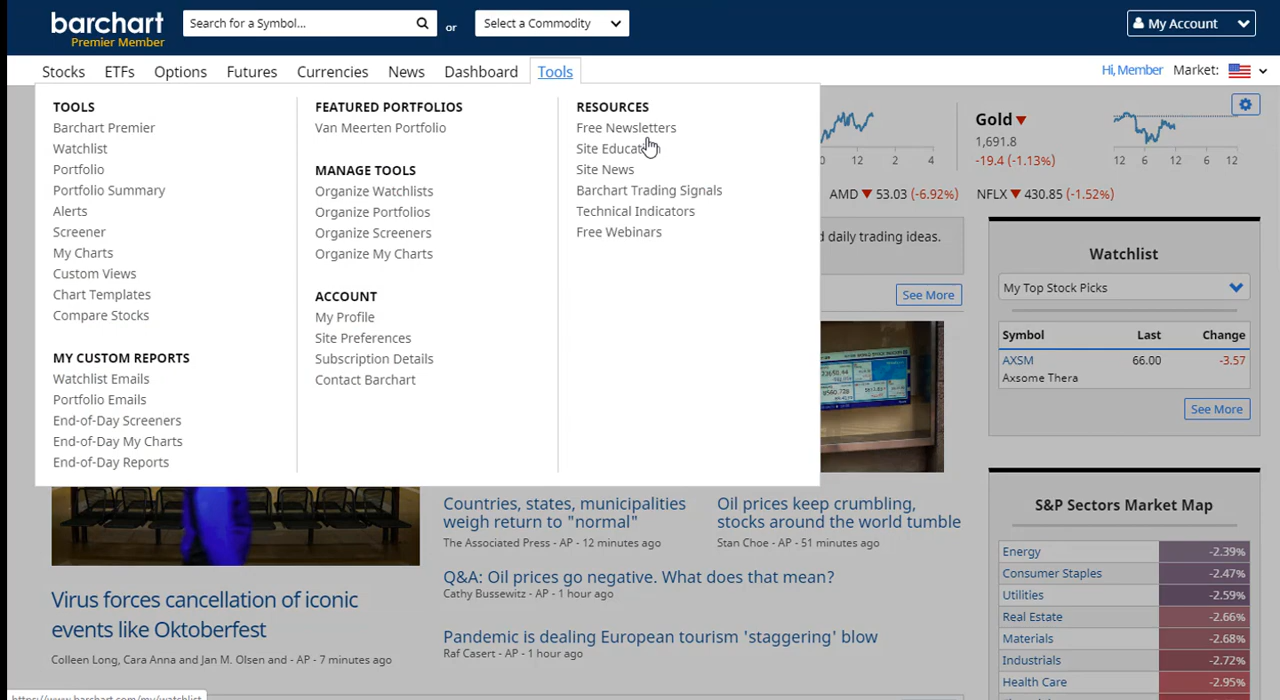 barchart
Premier Member
Search for a Symbol...
or
Select a Commodity
My Account
Stocks ETFs Options Futures Currencies News Dashboard Tools
Hi, Member Market:
TOOLS
Barchart Premier
Watchlist
Portfolio
Portfolio Summary
Alerts
Screener
My Charts
Custom Views
Chart Templates
Compare Stocks
MY CUSTOM REPORTS
Watchlist Emails
Portfolio Emails
End-of-Day Screeners
End-of-Day My Charts
End-of-Day Reports
FEATURED PORTFOLIOS
Van Meerten Portfolio
MANAGE TOOLS
Organize Watchlists
Organize Portfolios
Organize Screeners
Organize My Charts
ACCOUNT
My Profile
Site Preferences
Subscription Details
Contact Barchart
RESOURCES
Free Newsletters
Site
Site News
Barchart Trading Signals
Technical Indicators
Free Webinars
0 12 2 4
Gold
1,691.8
-19.4 (-1.13%)
12 6 12 6 12
AMD 53.03 (-6.92%) NFLX 430.85 (-1.52%)
d daily trading ideas.
See More
Watchlist
My Top Stock Picks
Symbol Last Change
AXSM 66.00 -3.57
Axsome Thera
See More
Virus forces cancellation of iconic
events like Oktoberfest
Colleen Long, Cara Anna and Jan M. Olsen and - AP - 7 minutes ago
Countries, states, municipalities
weigh return to "normal"
The Associated Press - AP - 12 minutes ago
Oil prices keep crumbling,
stocks around the world tumble
Stan Choe - AP - 51 minutes ago
Q&A: Oil prices go negative. What does that mean?
Cathy Bussewitz - AP - 1 hour ago
Pandemic is dealing European tourism 'staggering' blow
Raf Casert - AP - 1 hour ago
S&P Sectors Market Map
Energy -2.39%
Consumer Staples -2.47%
Utilities -2.59%
Real Estate -2.66%
Materials -2.68%
Industrials -2.72%
Health Care -2.95%
https://www.barchart.com/my/watchlist